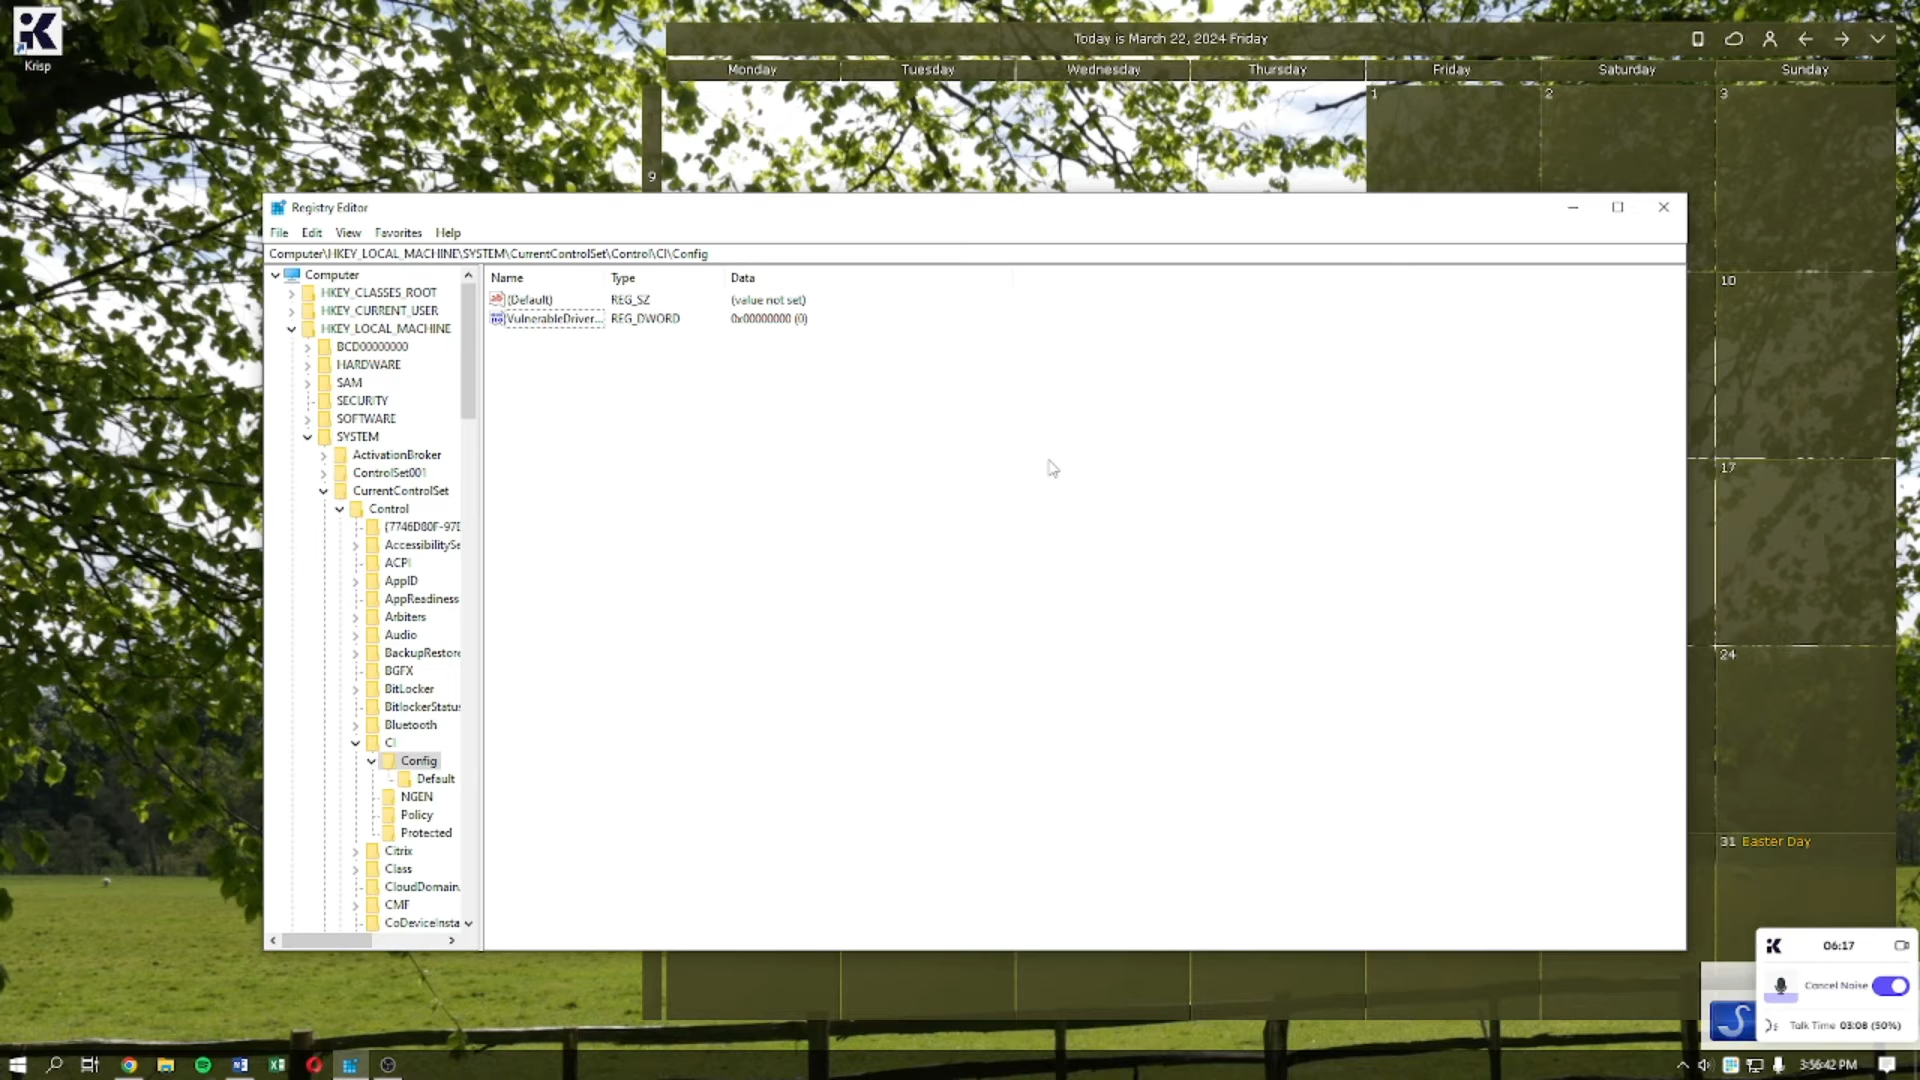 Krisp
Today is March 22, 2024 Friday
Monday Tuesday Wednesday Thursday Friday Saturday Sunday
1 2 3
9
Registry Editor
File Edit View Favorites Help
Computer\HKEY_LOCAL_MACHINE\SYSTEM\CurrentControlSet\Control\CI\Config
Name Type Data
(Default) REG_SZ (value not set)
VulnerableDriver... REG_DWORD 0x00000000 (0)
Computer
HKEY_CLASSES_ROOT
HKEY_CURRENT_USER
HKEY_LOCAL_MACHINE
BCD00000000
HARDWARE
SAM
SECURITY
SOFTWARE
SYSTEM
ActivationBroker
ControlSet001
CurrentControlSet
Control
{7746D80F-97E
AccessibilitySe
ACPI
AppID
AppReadiness
Arbiters
Audio
BackupRestore
BGFX
BitLocker
BitlockerStatus
Bluetooth
CI
Config
Default
NGEN
Policy
Protected
Citrix
Class
CloudDomain
CMF
CoDeviceInsta
10
17
24
31 Easter Day
06:17
Cancel Noise
Talk Time 03:08 (50%)
3:56:42 PM